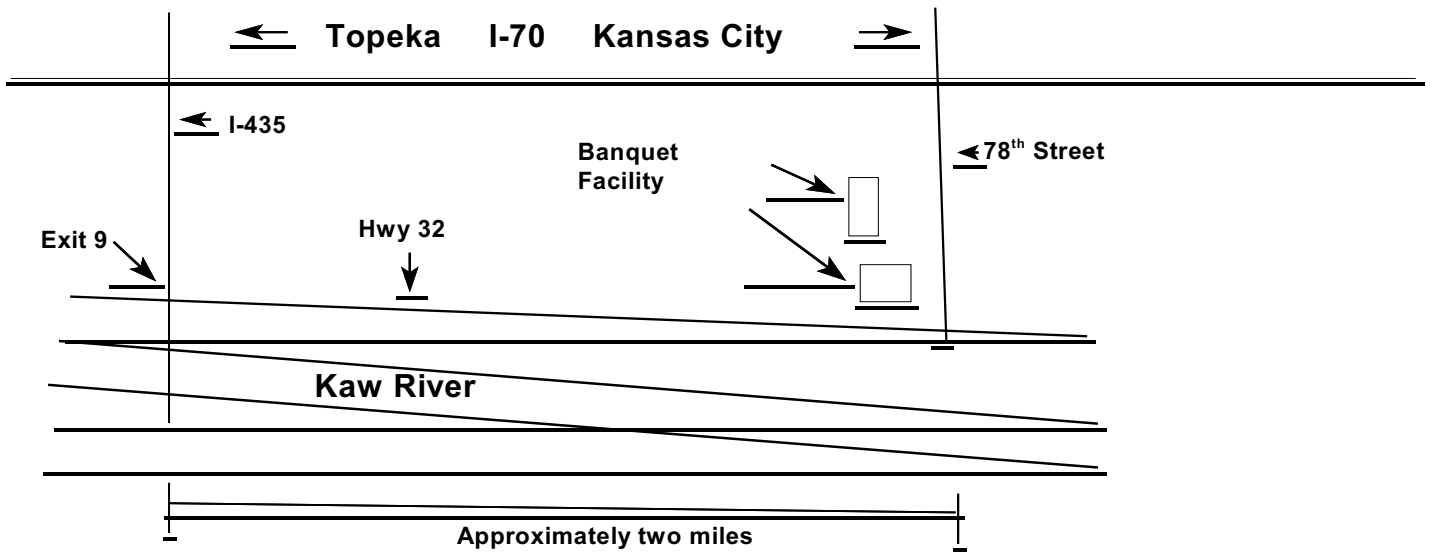 Topeka I-70 Kansas City
I-435
78th Street
Banquet
Facility
Exit 9
Hwy 32
Kaw River
Approximately two miles